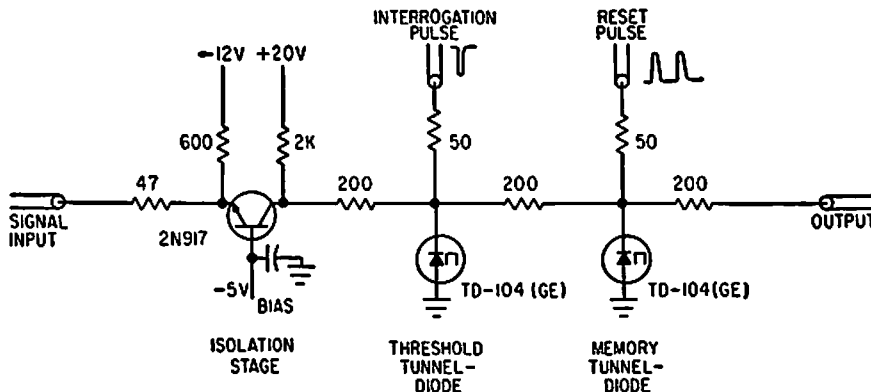 INTERROGATION
PULSE
RESET
PULSE
-12V +20V
600
2K
50
50
47
200
200
200
SIGNAL
INPUT
2N917
OUTPUT
-5V
BIAS
TD-104 (GE)
TD-104 (GE)
ISOLATION
STAGE
THRESHOLD
TUNNEL-
DIODE
MEMORY
TUNNEL-
DIODE